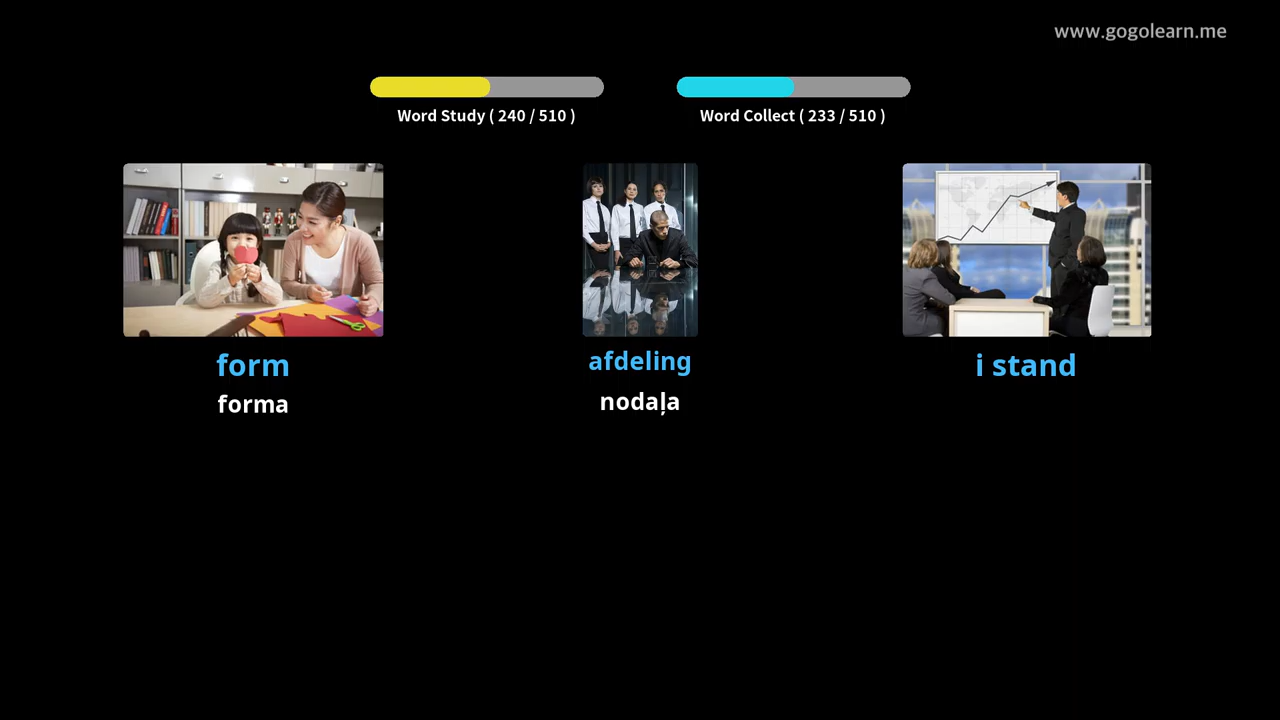 www.gogolearn.me
Word Study ( 240 / 510 )
Word Collect ( 233 / 510 )
form
forma
afdeling
nodaļa
i stand